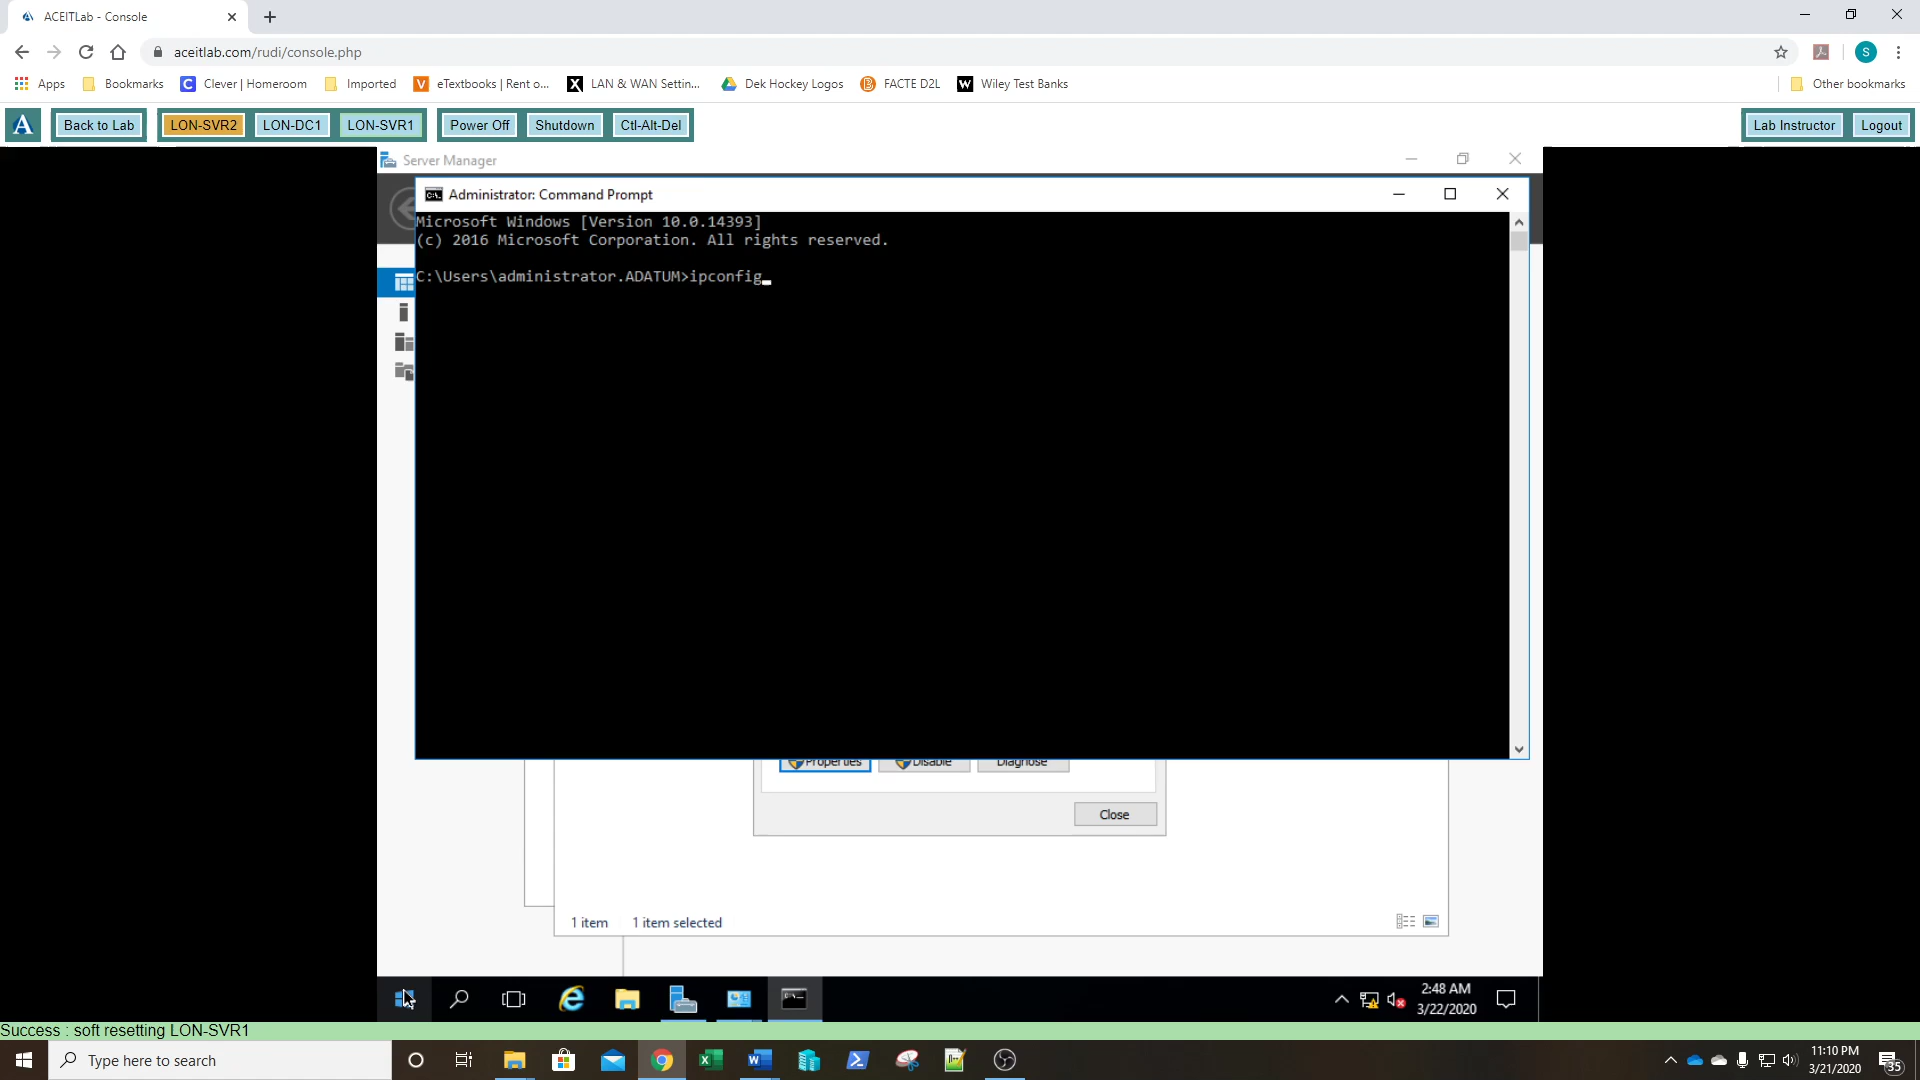 ACEITLab - Console
aceitlab.com/rudi/console.php
Apps Bookmarks Clever | Homeroom Imported eTextbooks | Rent o... LAN & WAN Settin... Dek Hockey Logos FACTE D2L Wiley Test Banks Other bookmarks
Back to Lab LON-SVR2 LON-DC1 LON-SVR1 Power Off Shutdown Ctl-Alt-Del Lab Instructor Logout
Server Manager
Administrator: Command Prompt
Microsoft Windows [Version 10.0.14393]
(c) 2016 Microsoft Corporation. All rights reserved.
C:\Users\administrator.ADATUM>ipconfig
Properties Disable Diagnose
Close
1 item 1 item selected
2:48 AM
3/22/2020
Success : soft resetting LON-SVR1
Type here to search
11:10 PM
3/21/2020
35